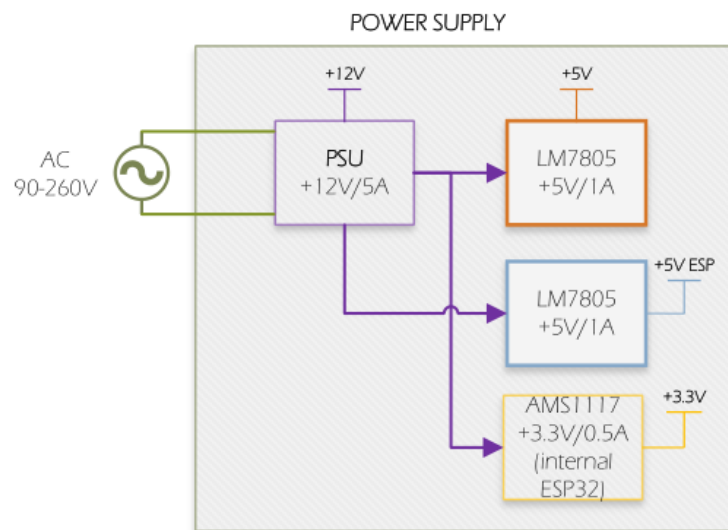 POWER SUPPLY
+12V
+5V
AC
90-260V
PSU
+12V/5A
LM7805
+5V/1A
LM7805
+5V/1A
+5V ESP
AMS1117
+3.3V/0.5A
(internal
ESP32)
+3.3V